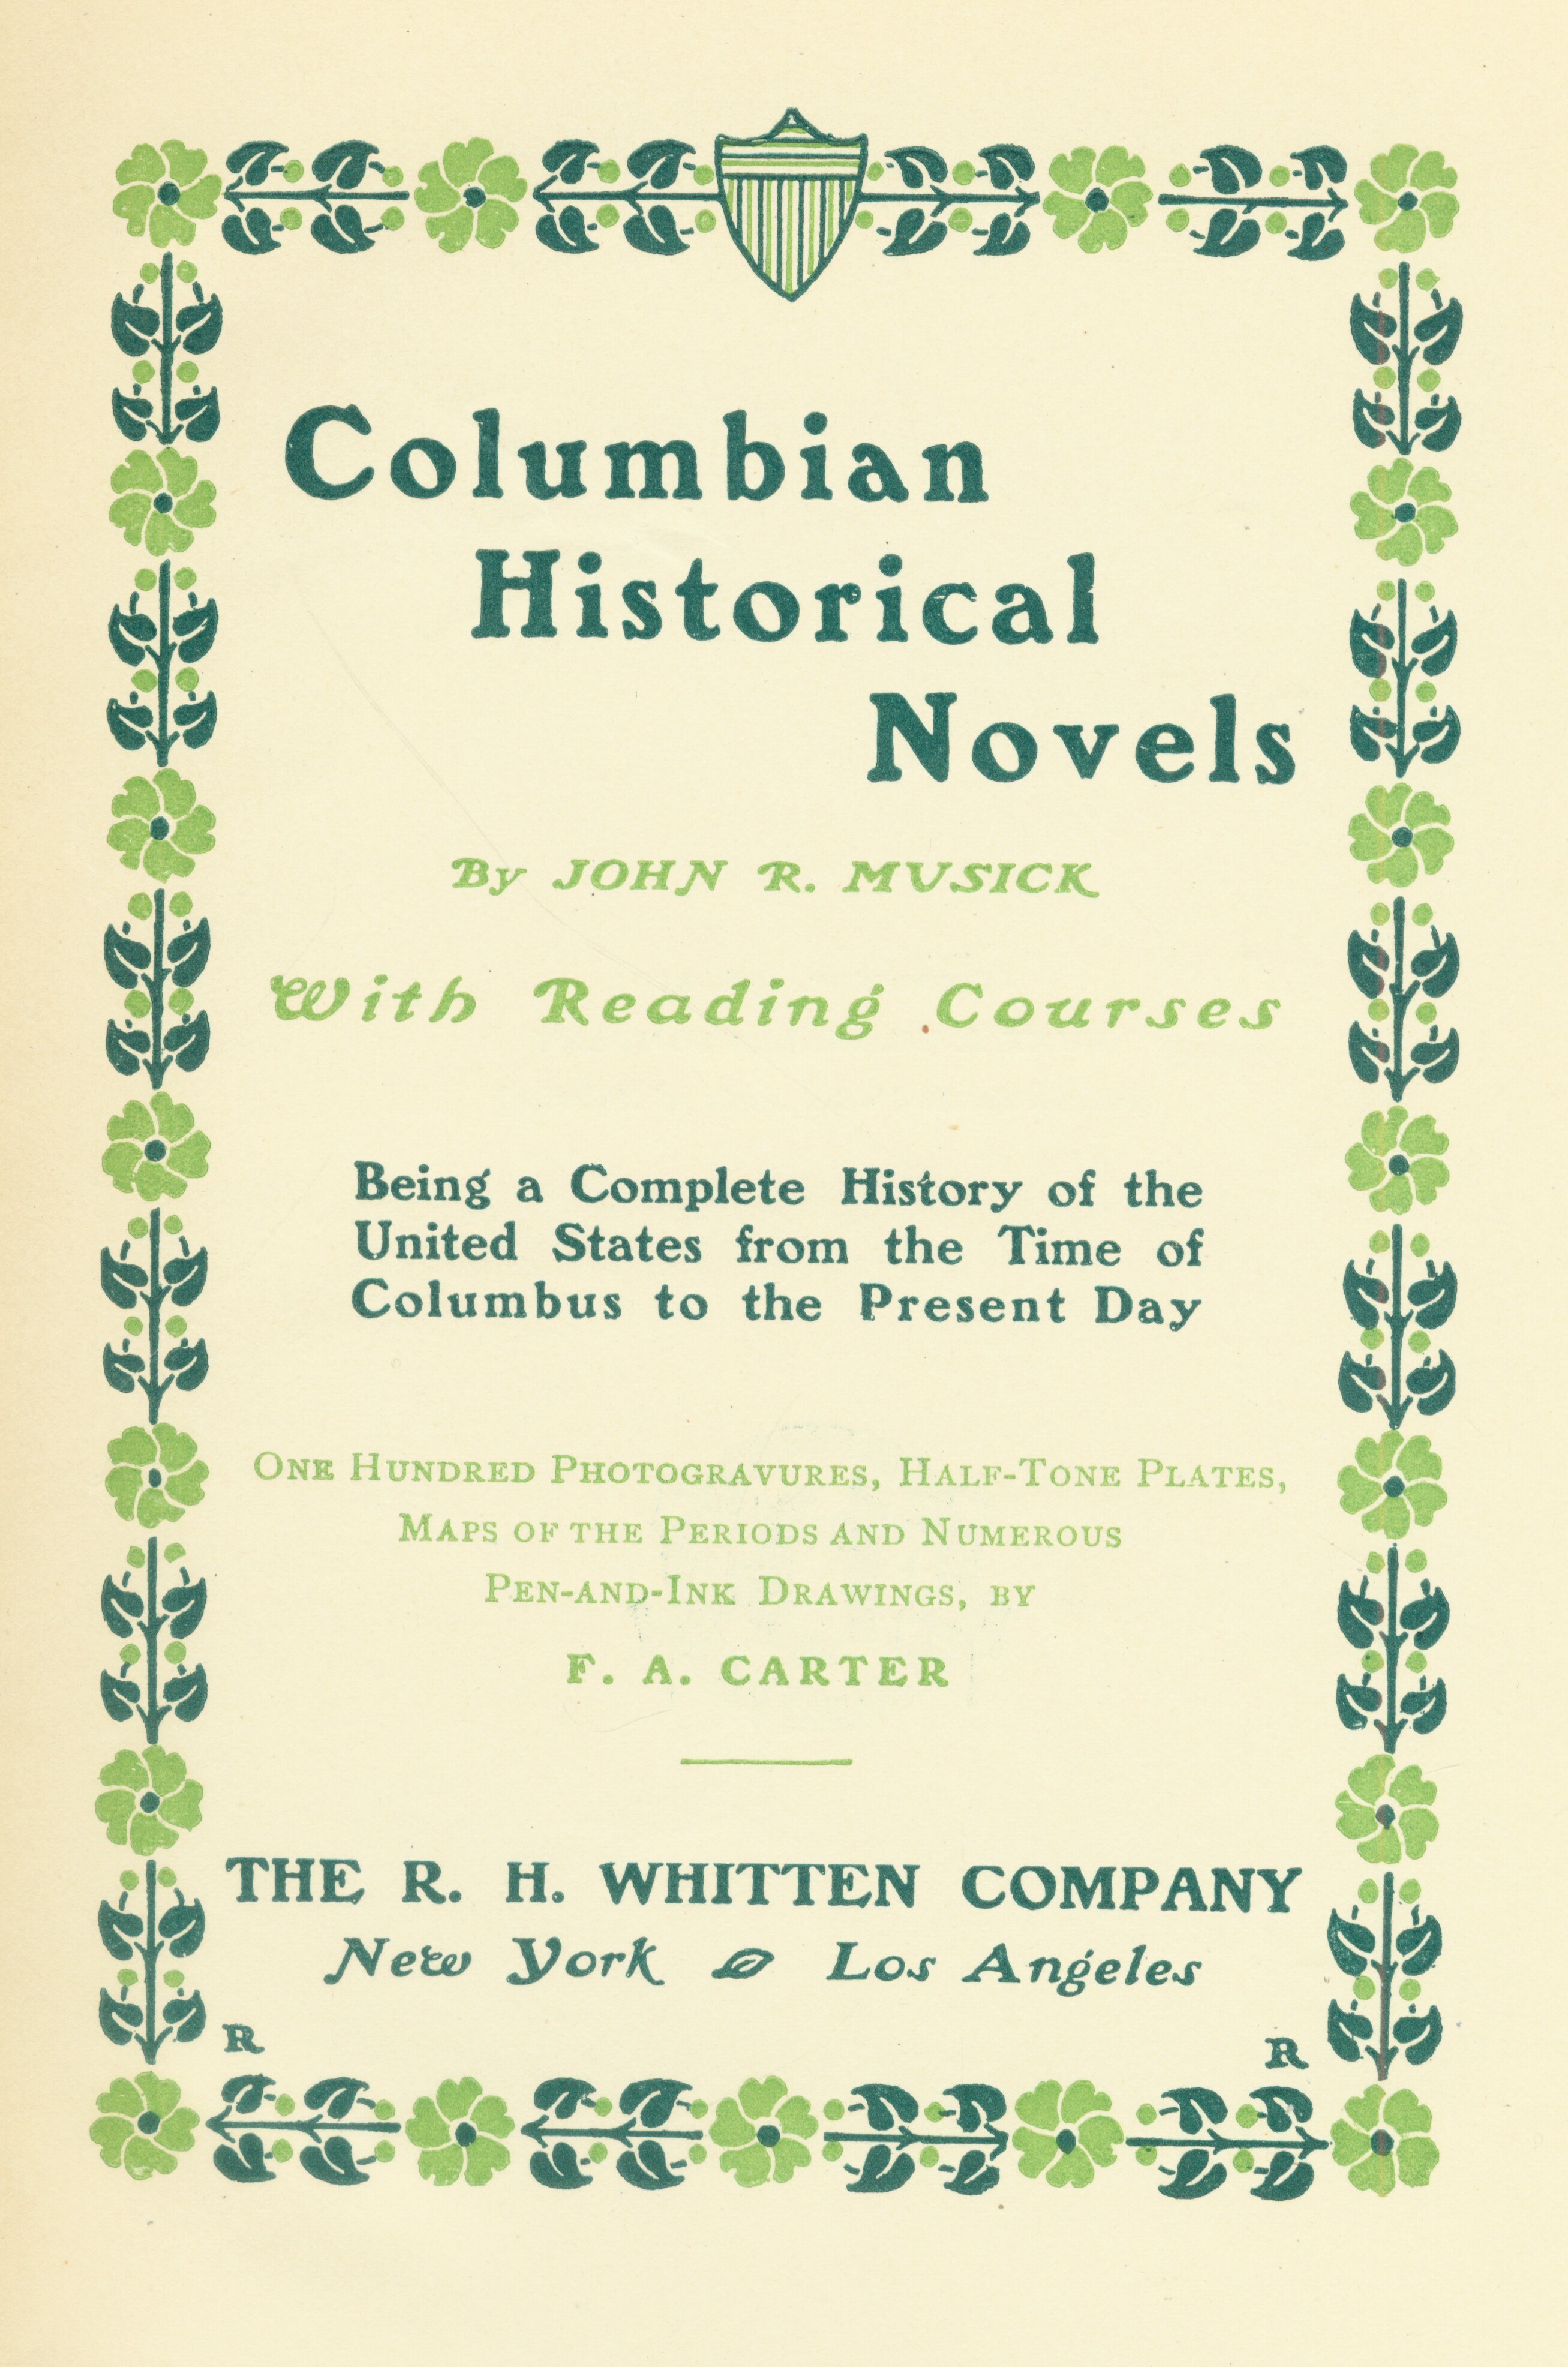 Columbian
Historical
Novels
By JOHN R. MUSICK
With Reading Courses
Being a Complete History of the
United States from the Time of
Columbus to the Present Day
ONE HUNDRED PHOTOGRAVURES, HALF-TONE PLATES,
MAPS OF THE PERIODS AND NUMEROUS
PEN-AND-INK DRAWINGS, BY
F. A. CARTER
THE R. H. WHITTEN COMPANY
New York Los Angeles
R
R